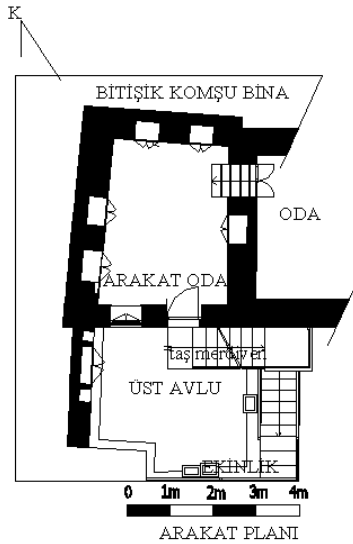 K
BİTİŞİK KOMŞU BİNA
ODA
ARAKAT ODA
taş merdiven
ÜST AVLU
EKİNLİK
0 1m 2m 3m 4m
ARAKAT PLANI